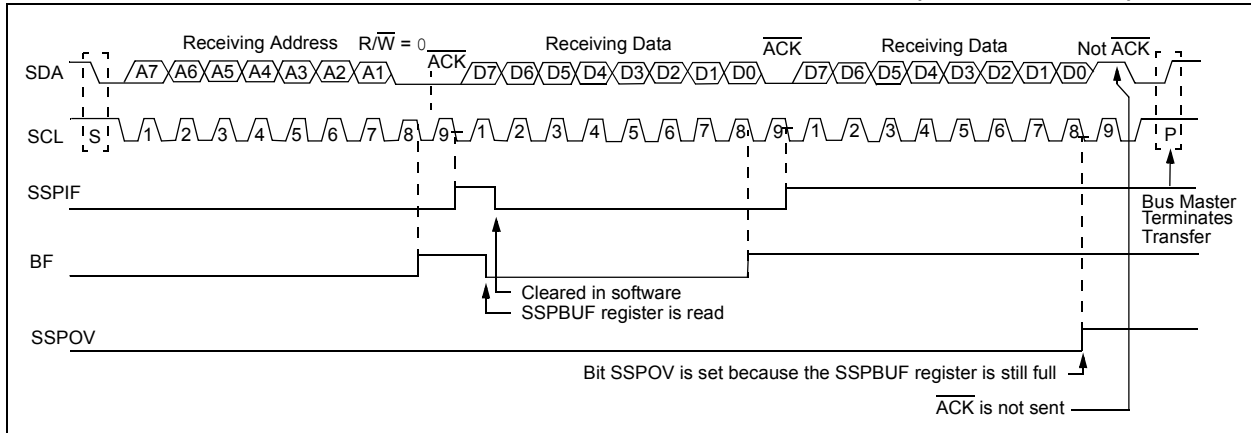 Receiving Address R/W̅ = 0 A̅C̅K̅ Receiving Data A̅C̅K̅ Receiving Data Not A̅C̅K̅
SDA A7 A6 A5 A4 A3 A2 A1 D7 D6 D5 D4 D3 D2 D1 D0 D7 D6 D5 D4 D3 D2 D1 D0
SCL S 1 2 3 4 5 6 7 8 9 1 2 3 4 5 6 7 8 9 1 2 3 4 5 6 7 8 9 P
SSPIF
Bus Master
Terminates
Transfer
BF
Cleared in software
SSPBUF register is read
SSPOV
Bit SSPOV is set because the SSPBUF register is still full
A̅C̅K̅ is not sent